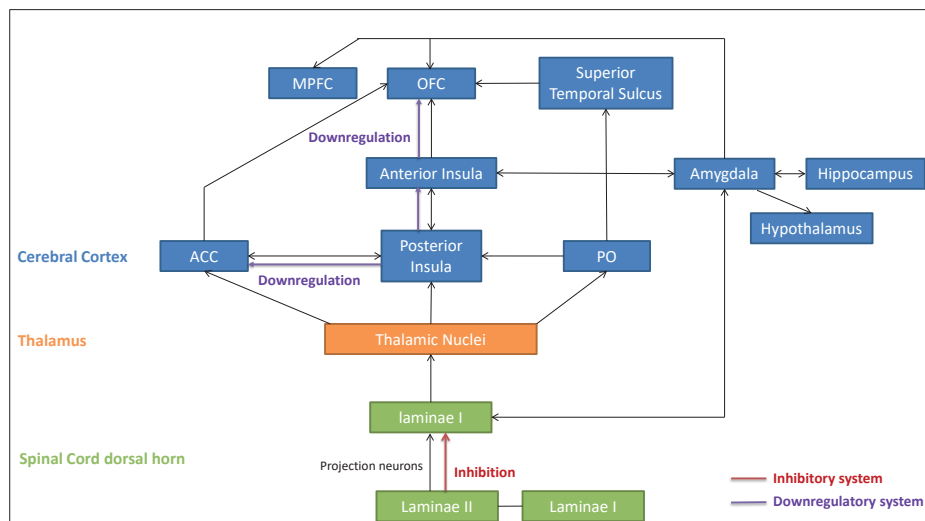 MPFC
OFC
Superior
Temporal Sulcus
Downregulation
Anterior Insula
Amygdala
Hippocampus
Hypothalamus
Cerebral Cortex
ACC
Posterior
Insula
PO
Downregulation
Thalamus
Thalamic Nuclei
laminae I
Spinal Cord dorsal horn
Projection neurons
Inhibition
Laminae II
Laminae I
Inhibitory system
Downregulatory system